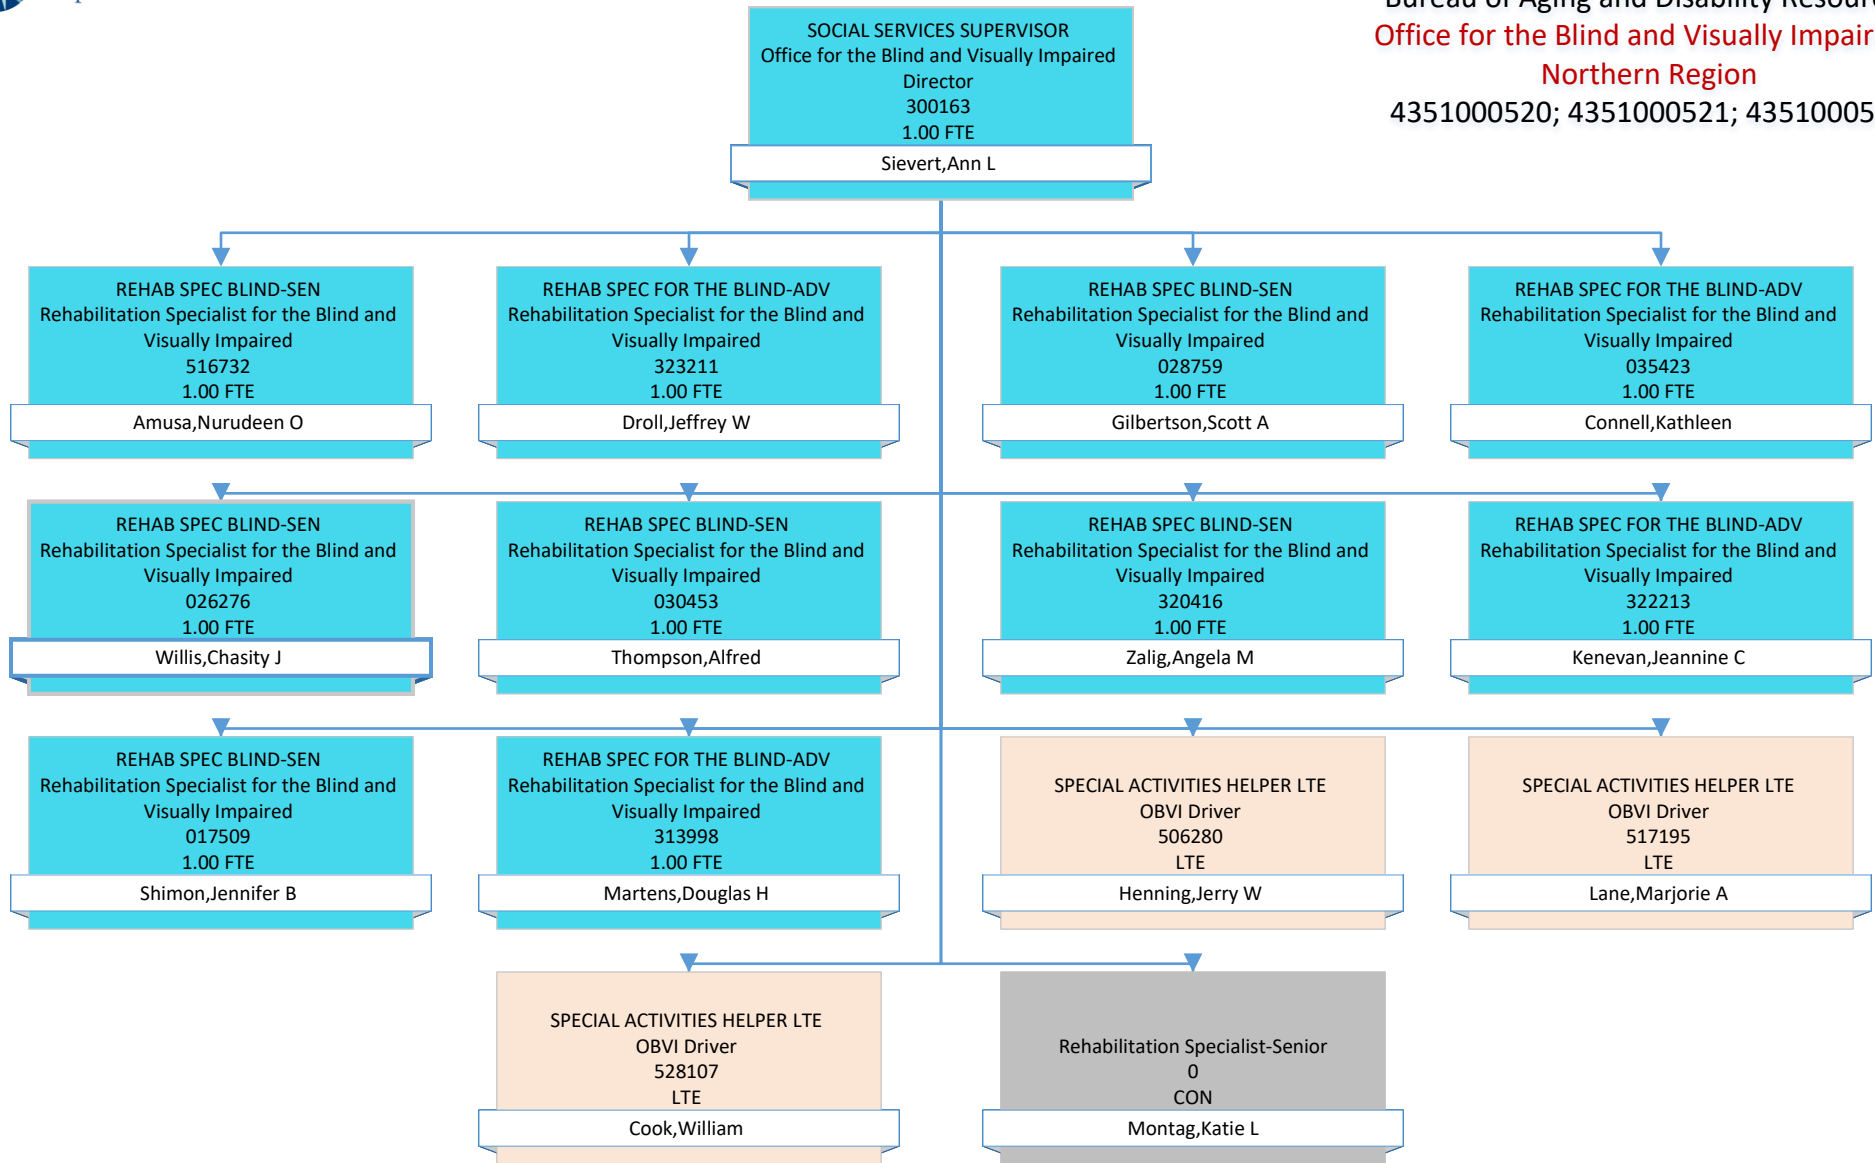 Bureau of Aging and Disability
Office for the Blind and Visually
Northern Region
4351000520; 4351000521;
SOCIAL SERVICES SUPERVISOR
Office for the Blind and Visually Impaired
Director
300163
1.00 FTE
Sievert,Ann L
REHAB SPEC BLIND-SEN
Rehabilitation Specialist for the Blind and
Visually Impaired
516732
1.00 FTE
Amusa,Nurudeen O
REHAB SPEC FOR THE BLIND-ADV
Rehabilitation Specialist for the Blind and
Visually Impaired
323211
1.00 FTE
Droll,Jeffrey W
REHAB SPEC BLIND-SEN
Rehabilitation Specialist for the Blind and
Visually Impaired
028759
1.00 FTE
Gilbertson,Scott A
REHAB SPEC FOR THE BLIND-ADV
Rehabilitation Specialist for the Blind and
Visually Impaired
035423
1.00 FTE
Connell,Kathleen
REHAB SPEC BLIND-SEN
Rehabilitation Specialist for the Blind and
Visually Impaired
026276
1.00 FTE
Willis,Chasity J
REHAB SPEC BLIND-SEN
Rehabilitation Specialist for the Blind and
Visually Impaired
030453
1.00 FTE
Thompson,Alfred
REHAB SPEC BLIND-SEN
Rehabilitation Specialist for the Blind and
Visually Impaired
320416
1.00 FTE
Zalig,Angela M
REHAB SPEC FOR THE BLIND-ADV
Rehabilitation Specialist for the Blind and
Visually Impaired
322213
1.00 FTE
Kenevan,Jeannine C
REHAB SPEC BLIND-SEN
Rehabilitation Specialist for the Blind and
Visually Impaired
017509
1.00 FTE
Shimon,Jennifer B
REHAB SPEC FOR THE BLIND-ADV
Rehabilitation Specialist for the Blind and
Visually Impaired
313998
1.00 FTE
Martens,Douglas H
SPECIAL ACTIVITIES HELPER LTE
OBVI Driver
506280
LTE
Henning,Jerry W
SPECIAL ACTIVITIES HELPER LTE
OBVI Driver
517195
LTE
Lane,Marjorie A
SPECIAL ACTIVITIES HELPER LTE
OBVI Driver
528107
LTE
Cook,William
Rehabilitation Specialist-Senior
0
CON
Montag,Katie L